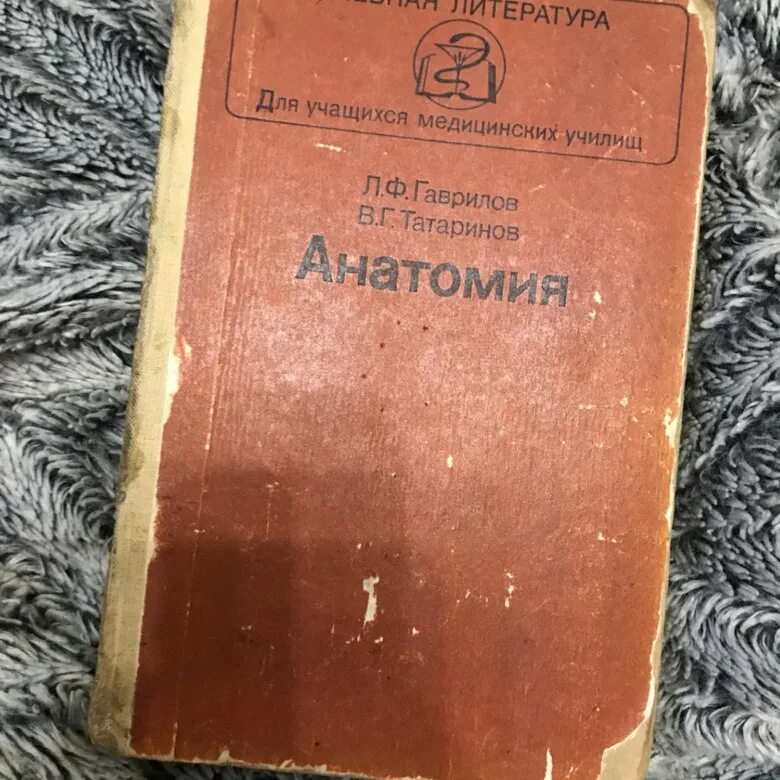 ЛИТЕРАТУРА
Для учащихся медицинских училищ
Л.Ф. Гаврилов
В.Г. Татаринов
Анатомия